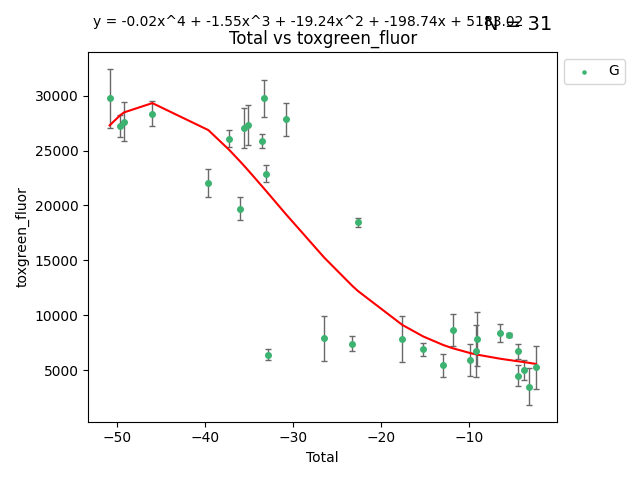 y = -0.02x^4 + -1.55x^3 + -19.24x^2 + -198.74x +
N = 31
Total vs toxgreen_fluor
G
30000
25000
20000
15000
10000
5000
toxgreen_fluor
−50 −40 −30 −20 −10
Total